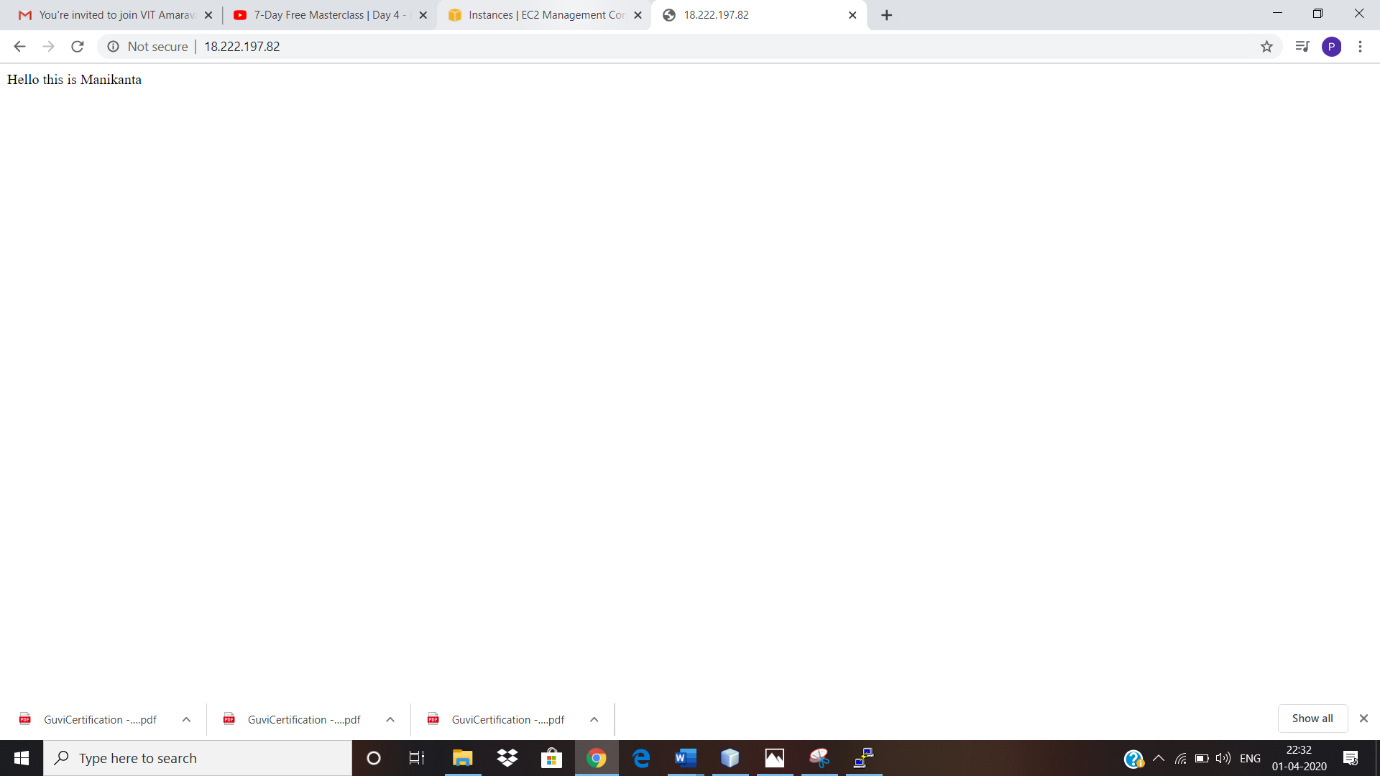 You're invited to join VIT Amarav
7-Day Free Masterclass | Day 4 -
Instances | EC2 Management Con
18.222.197.82
Not secure | 18.222.197.82
P
Hello this is Manikanta
GuviCertification -....pdf
GuviCertification -....pdf
GuviCertification -....pdf
Show all
Type here to search
ENG
22:32
01-04-2020